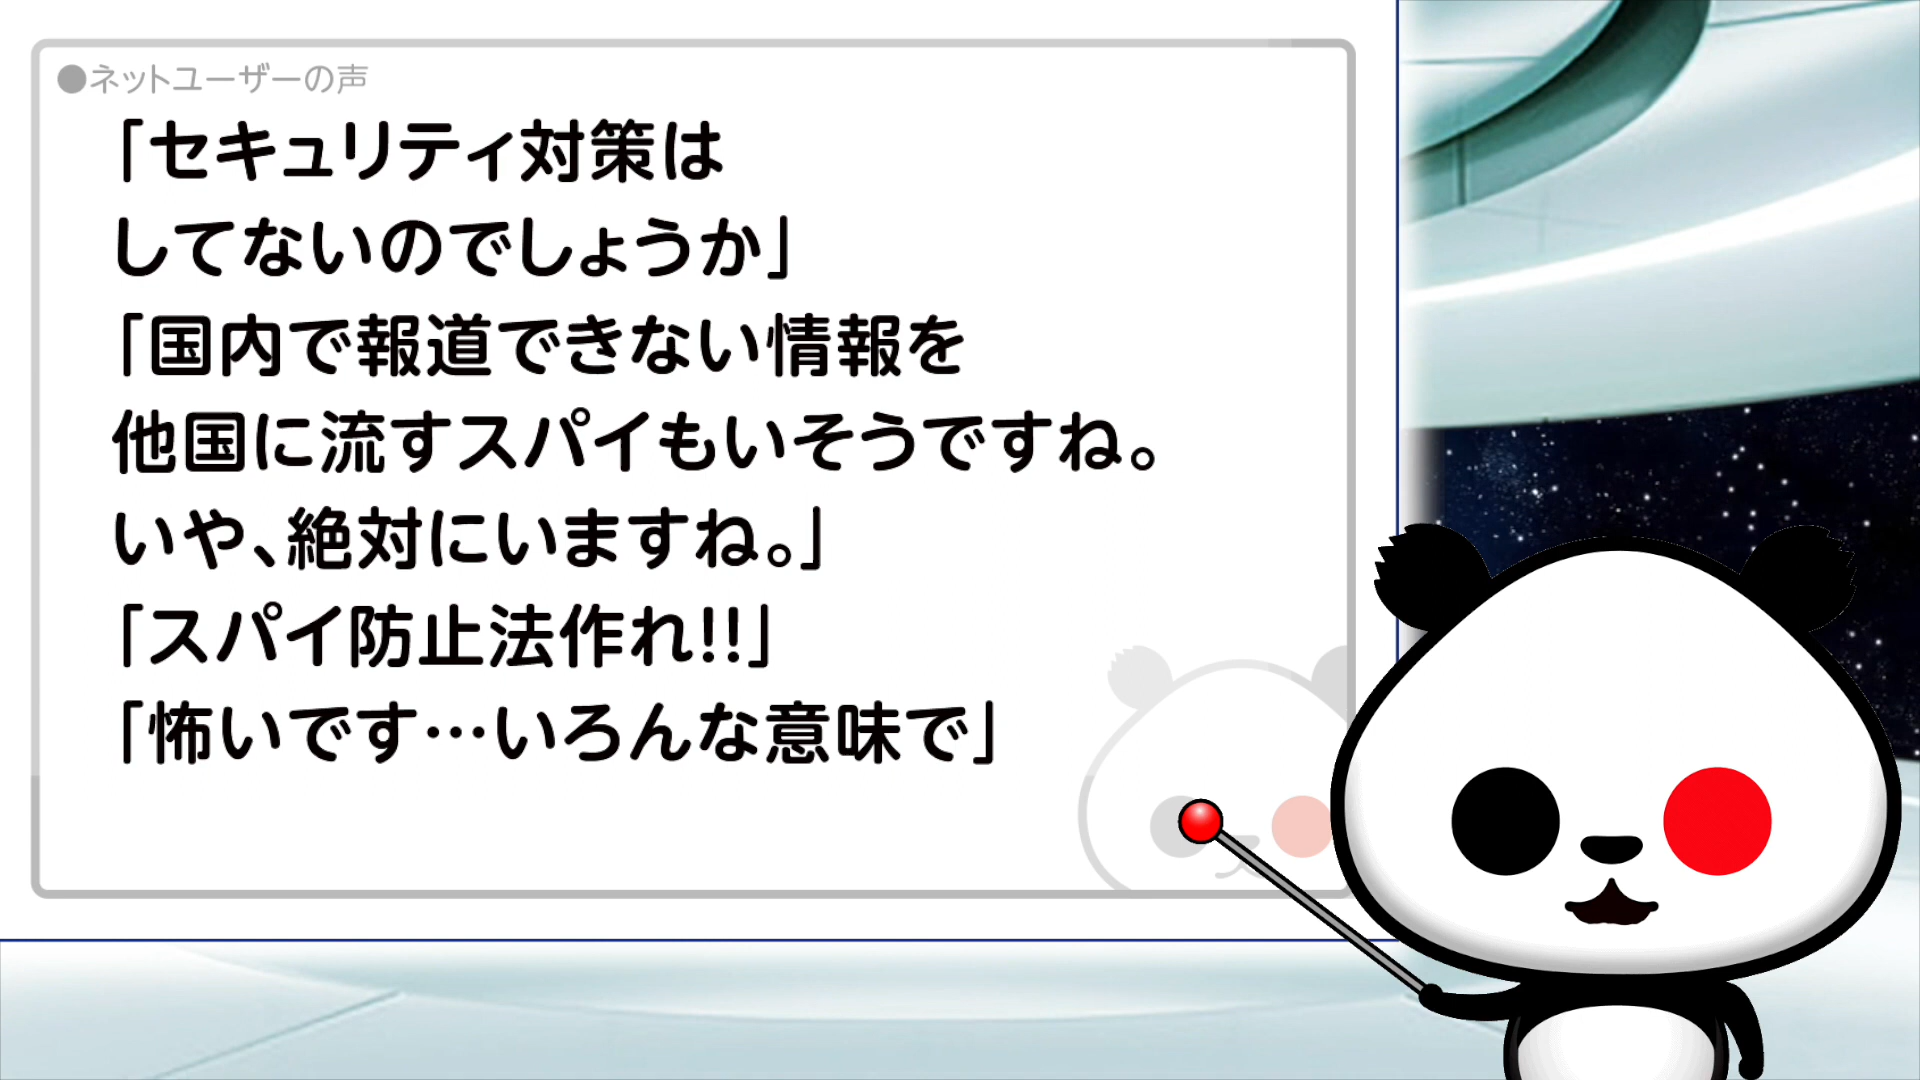 ●ネットユーザーの声
「セキュリティ対策は
してないのでしょうか」
「国内で報道できない情報を
他国に流すスパイもいそうですね。
いや、絶対にいますね。」
「スパイ防止法作れ!!」
「怖いです…いろんな意味で」